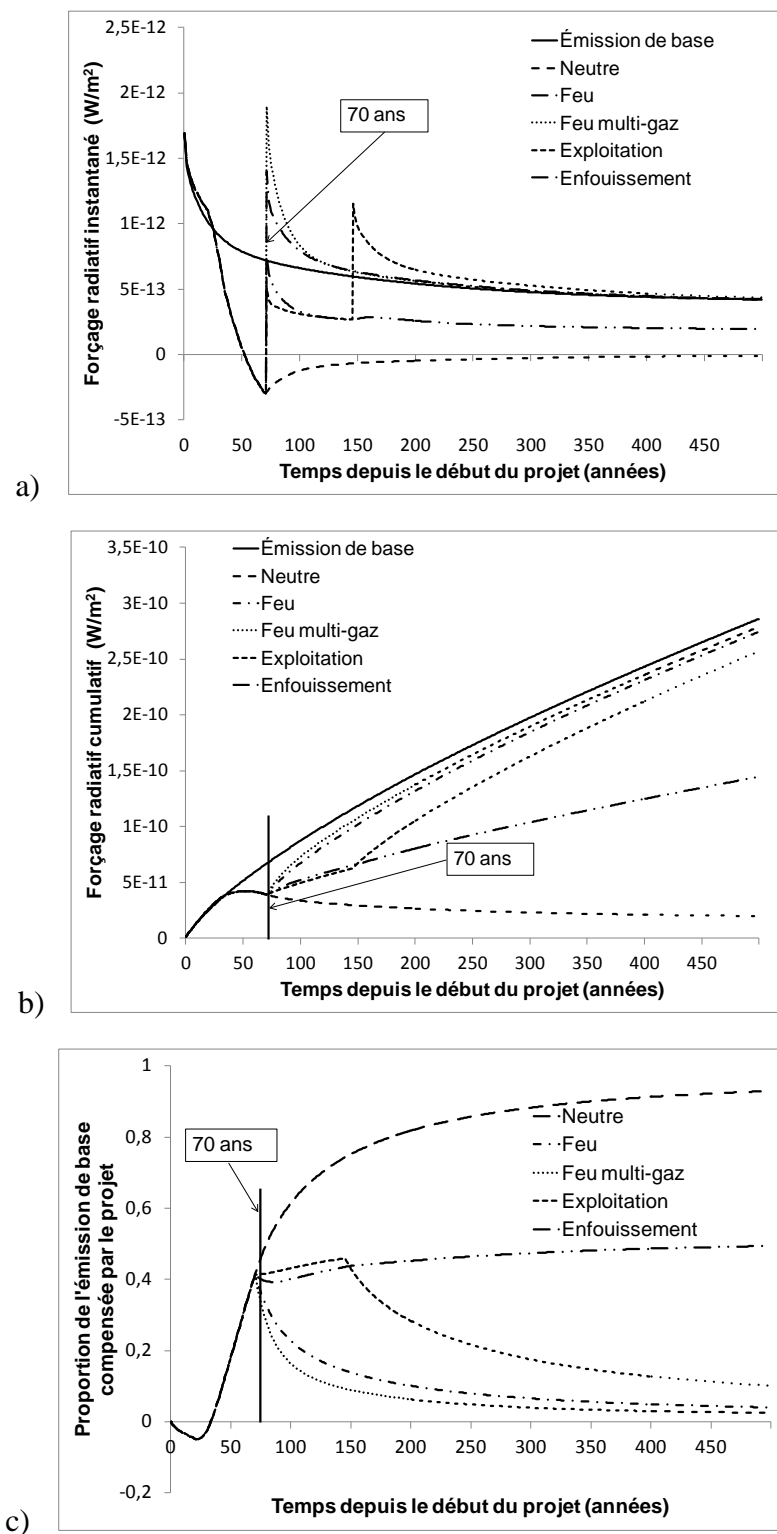 2,5E-12
2E-12
1,5E-12
1E-12
5E-13
0
-5E-13
Forçage radiatif instantané (W/m²)
Émission de base
Neutre
Feu
Feu multi-gaz
Exploitation
Enfouissement
70 ans
0 50 100 150 200 250 300 350 400 450
Temps depuis le début du projet (années)
a)
3,5E-10
3E-10
2,5E-10
2E-10
1,5E-10
1E-10
5E-11
0
Forçage radiatif cumulatif (W/m²)
Émission de base
Neutre
Feu
Feu multi-gaz
Exploitation
Enfouissement
70 ans
0 50 100 150 200 250 300 350 400 450
Temps depuis le début du projet (années)
b)
1
0,8
0,6
0,4
0,2
0
-0,2
Proportion de l'émission de base
compensée par le projet
70 ans
Neutre
Feu
Feu multi-gaz
Exploitation
Enfouissement
0 50 100 150 200 250 300 350 400 450
Temps depuis le début du projet (années)
c)